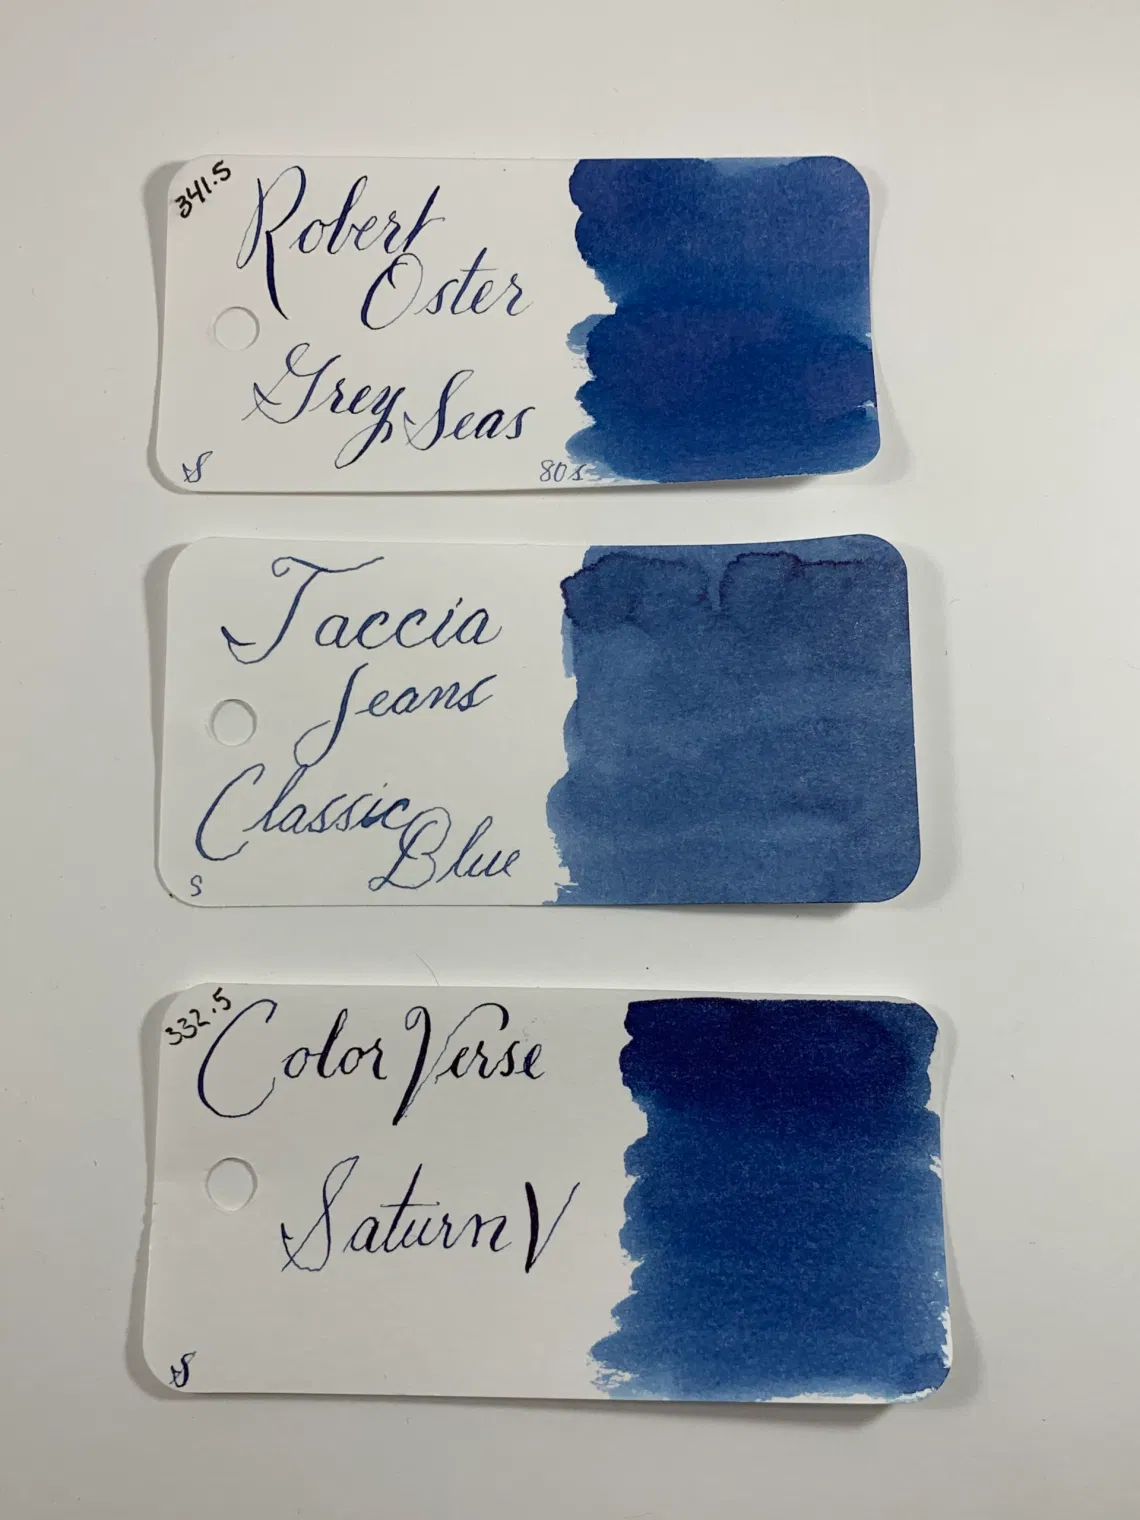 341.5
Robert
Oster
Grey Seas
S
80s
Taccia
Jeans
Classic
Blue
S
332.5
Color Verse
Saturn V
S